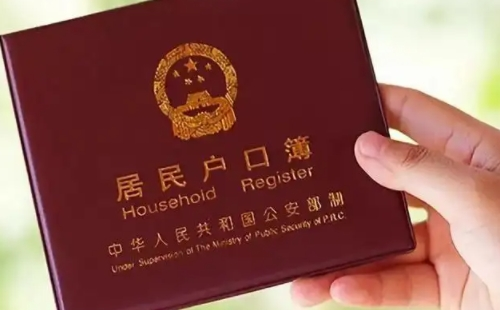 居民户口簿
Household Register
中华人民共和国公安部制
Under Supervision of The Ministry of Public Security of P.R.C.